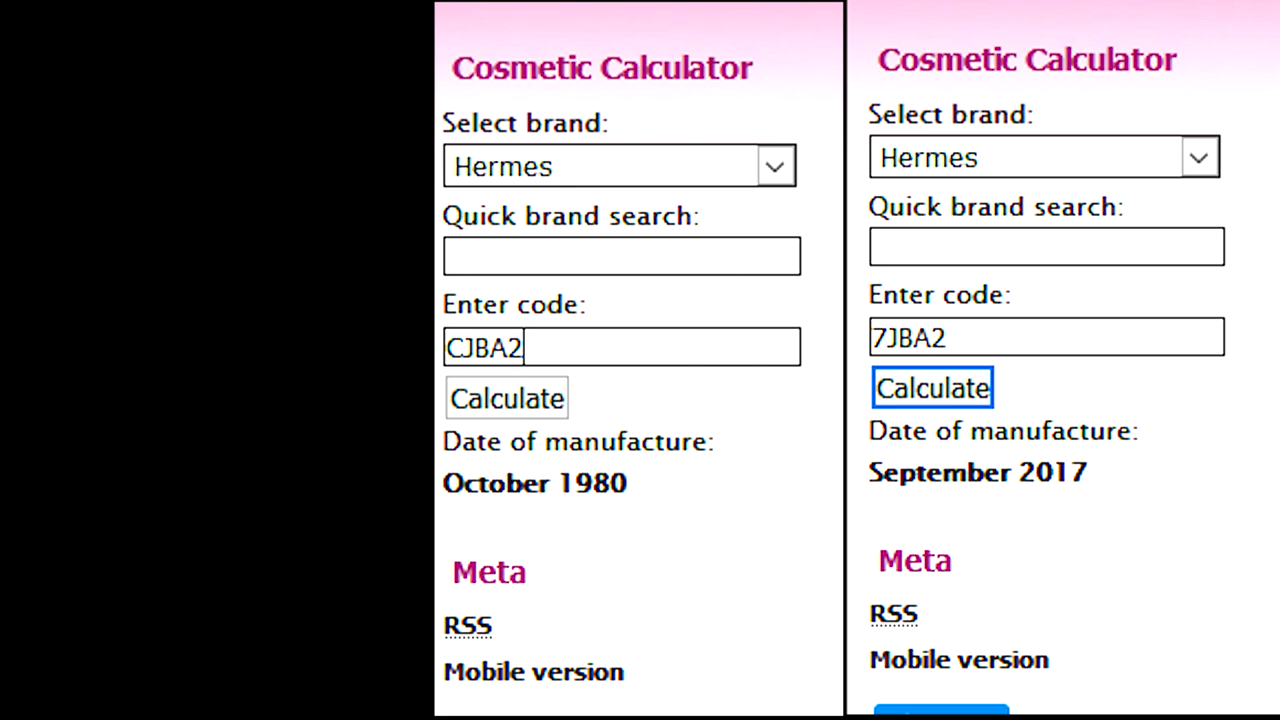 Cosmetic Calculator
Select brand:
Hermes
Quick brand search:
Enter code:
CJBA2
Calculate
Date of manufacture:
October 1980
Meta
RSS
Mobile version
Cosmetic Calculator
Select brand:
Hermes
Quick brand search:
Enter code:
7JBA2
Calculate
Date of manufacture:
September 2017
Meta
RSS
Mobile version